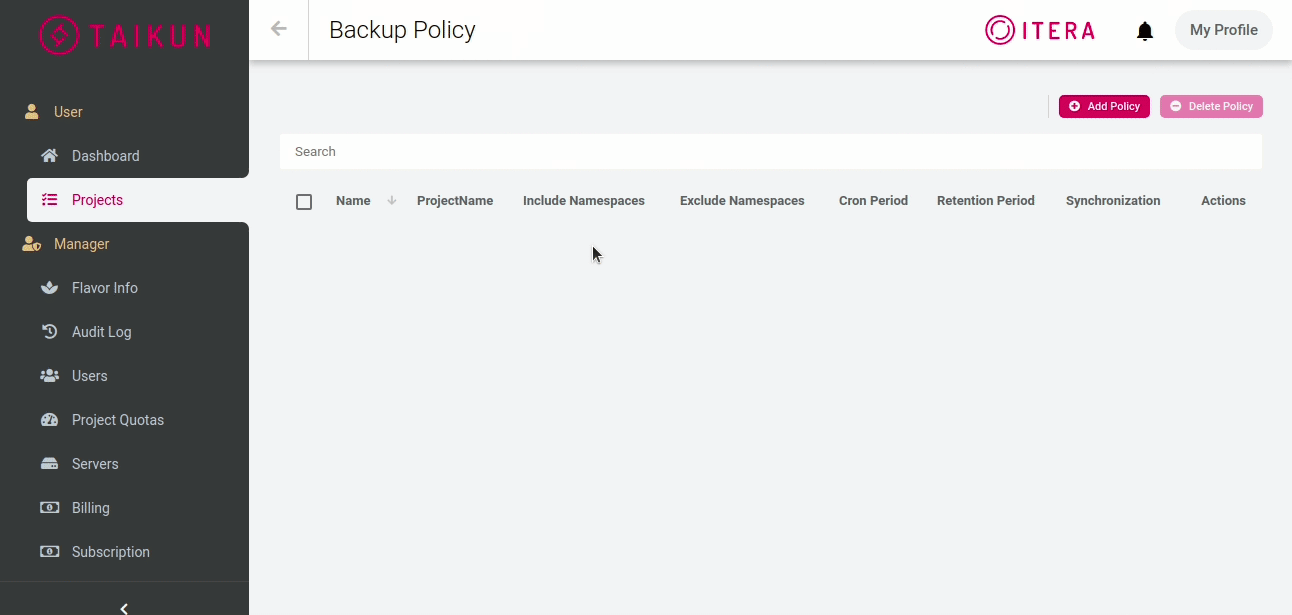 TAIKUN
Backup Policy
ITERA
My Profile
User
Dashboard
Projects
Manager
Flavor Info
Audit Log
Users
Project Quotas
Servers
Billing
Subscription
Add Policy
Delete Policy
Search
Name ProjectName Include Namespaces Exclude Namespaces Cron Period Retention Period Synchronization Actions